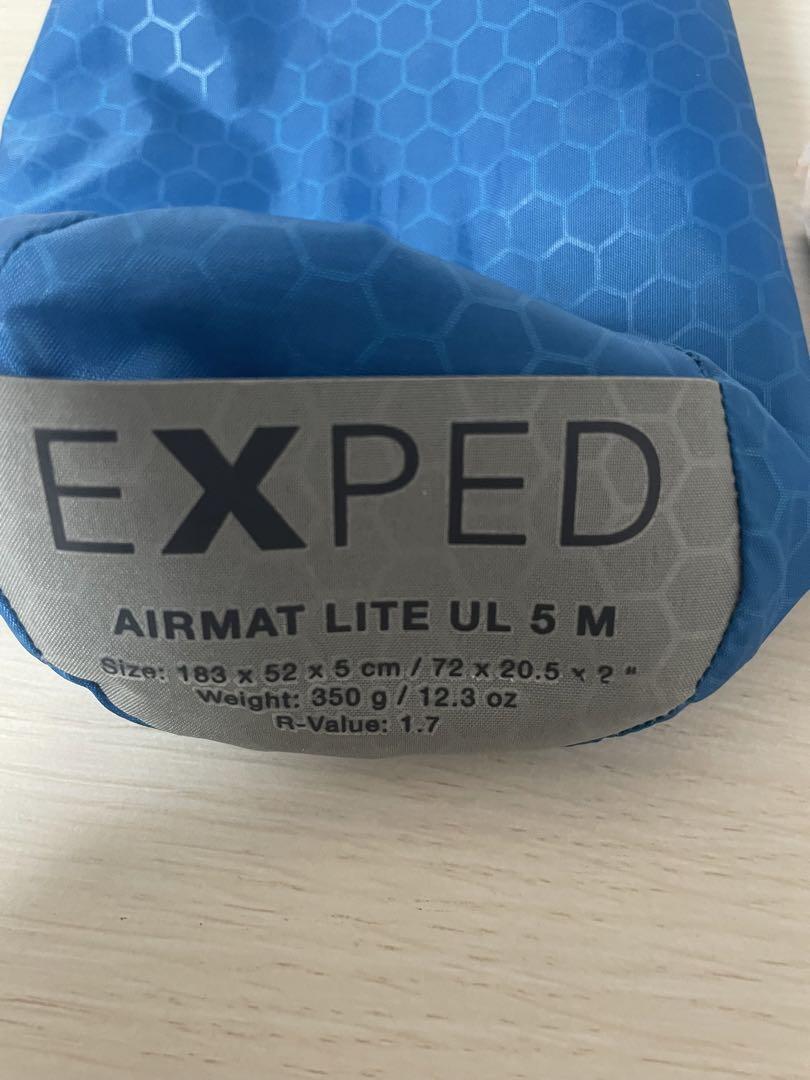 EXPED
AIRMAT LITE UL 5 M
Size: 183 x 52 x 5 cm / 72 x 20.5 x 2 "
Weight: 350 g / 12.3 oz
R-Value: 1.7